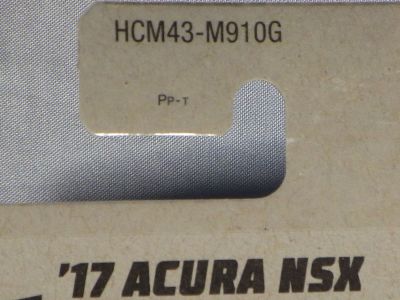 HCM43-M910G
PP-T
'17 ACURA NSX